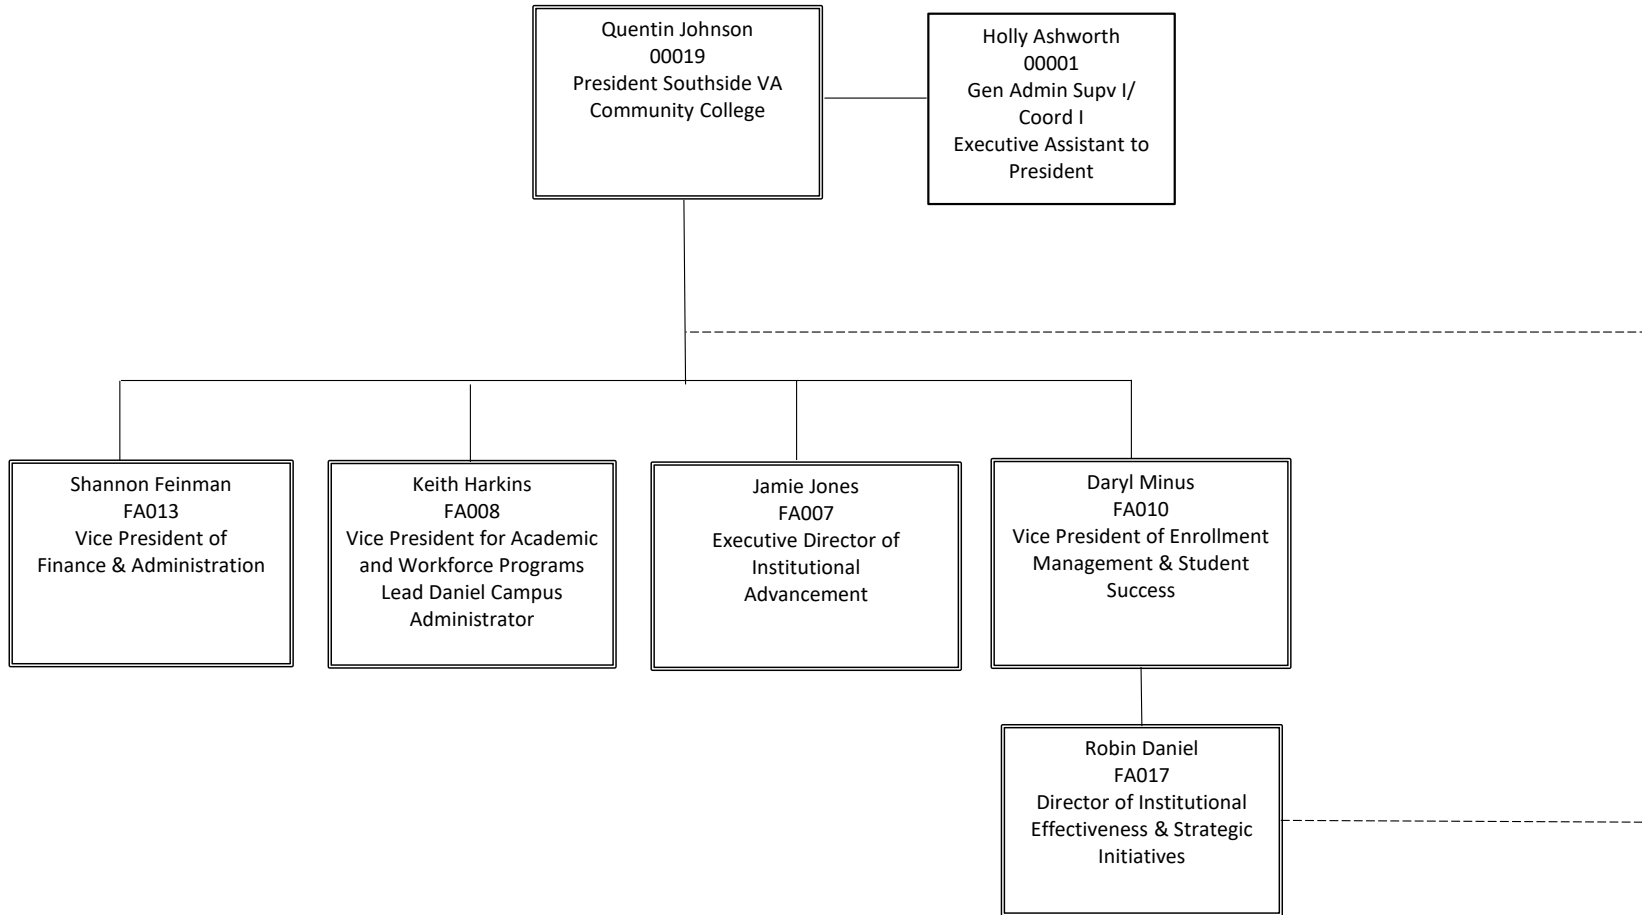 Quentin Johnson
00019
President Southside VA
Community College
Holly Ashworth
00001
Gen Admin Supv I/
Coord I
Executive Assistant to
President
Shannon Feinman
FA013
Vice President of
Finance & Administration
Keith Harkins
FA008
Vice President for Academic
and Workforce Programs
Lead Daniel Campus
Administrator
Jamie Jones
FA007
Executive Director of
Institutional
Advancement
Daryl Minus
FA010
Vice President of Enrollment
Management & Student
Success
Robin Daniel
FA017
Director of Institutional
Effectiveness & Strategic
Initiatives